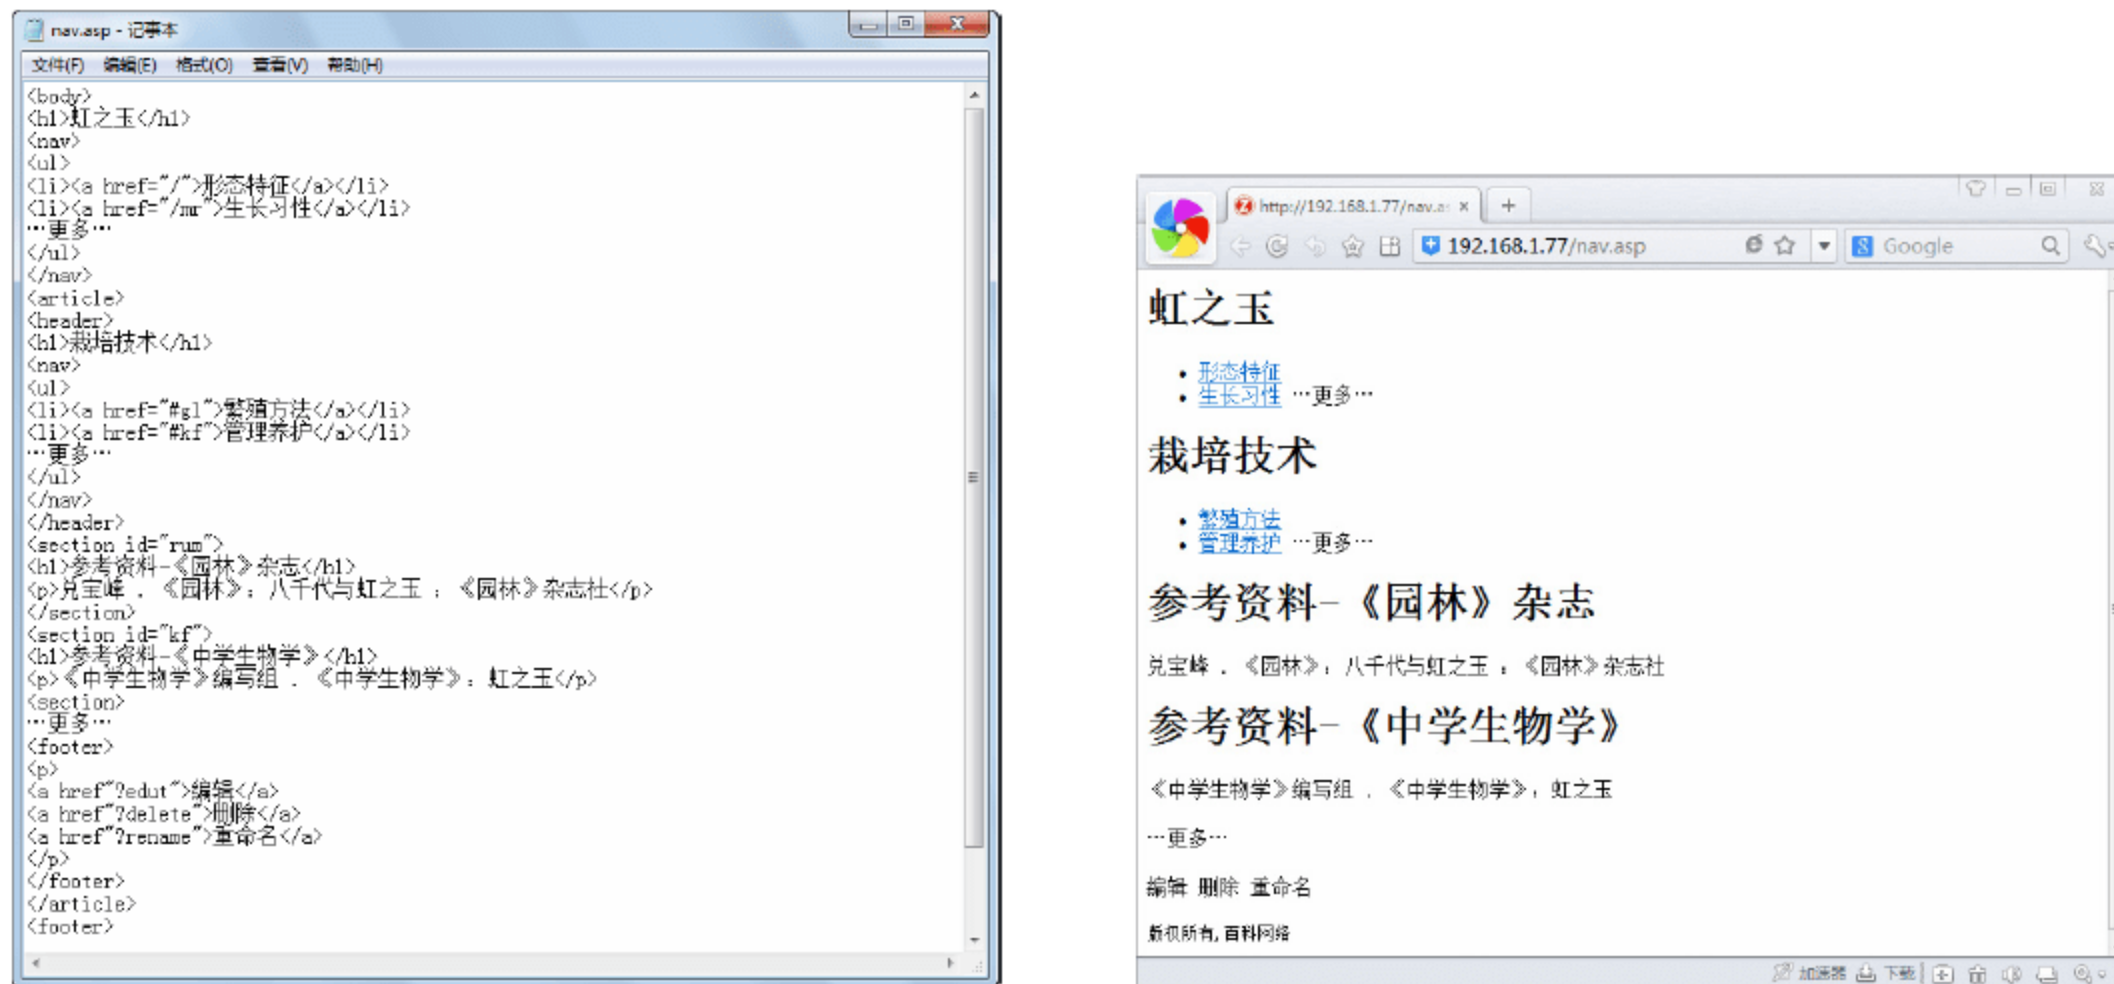 nav.asp - 记事本
文件(F) 编辑(E) 格式(O) 查看(V) 帮助(H)
<body>
<h1>虹之玉</h1>
<nav>
<ul>
<li><a href="/">形态特征</a></li>
<li><a href="/mr">生长习性</a></li>
…更多…
</ul>
</nav>
<article>
<header>
<h1>栽培技术</h1>
<nav>
<ul>
<li><a href="#gl">繁殖方法</a></li>
<li><a href="#kf">管理养护</a></li>
…更多…
</ul>
</nav>
</header>
<section id="rum">
<h1>参考资料-《园林》杂志</h1>
<p>兑宝峰 . 《园林》: 八千代与虹之玉 : 《园林》杂志社</p>
</section>
<section id="kf">
<h1>参考资料-《中学生物学》</h1>
<p>《中学生物学》编写组 . 《中学生物学》: 虹之玉</p>
<section>
…更多…
<footer>
<p>
<a href"?edut">编辑</a>
<a href"?delete">删除</a>
<a href"?rename">重命名</a>
</p>
</footer>
</article>
<footer>
http://192.168.1.77/nav.a
192.168.1.77/nav.asp
Google
虹之玉
• 形态特征
• 生长习性 …更多…
栽培技术
• 繁殖方法
• 管理养护 …更多…
参考资料-《园林》杂志
兑宝峰 . 《园林》: 八千代与虹之玉 : 《园林》杂志社
参考资料-《中学生物学》
《中学生物学》编写组 . 《中学生物学》: 虹之玉
…更多…
编辑 删除 重命名
版权所有,百科网络
加速器 下载